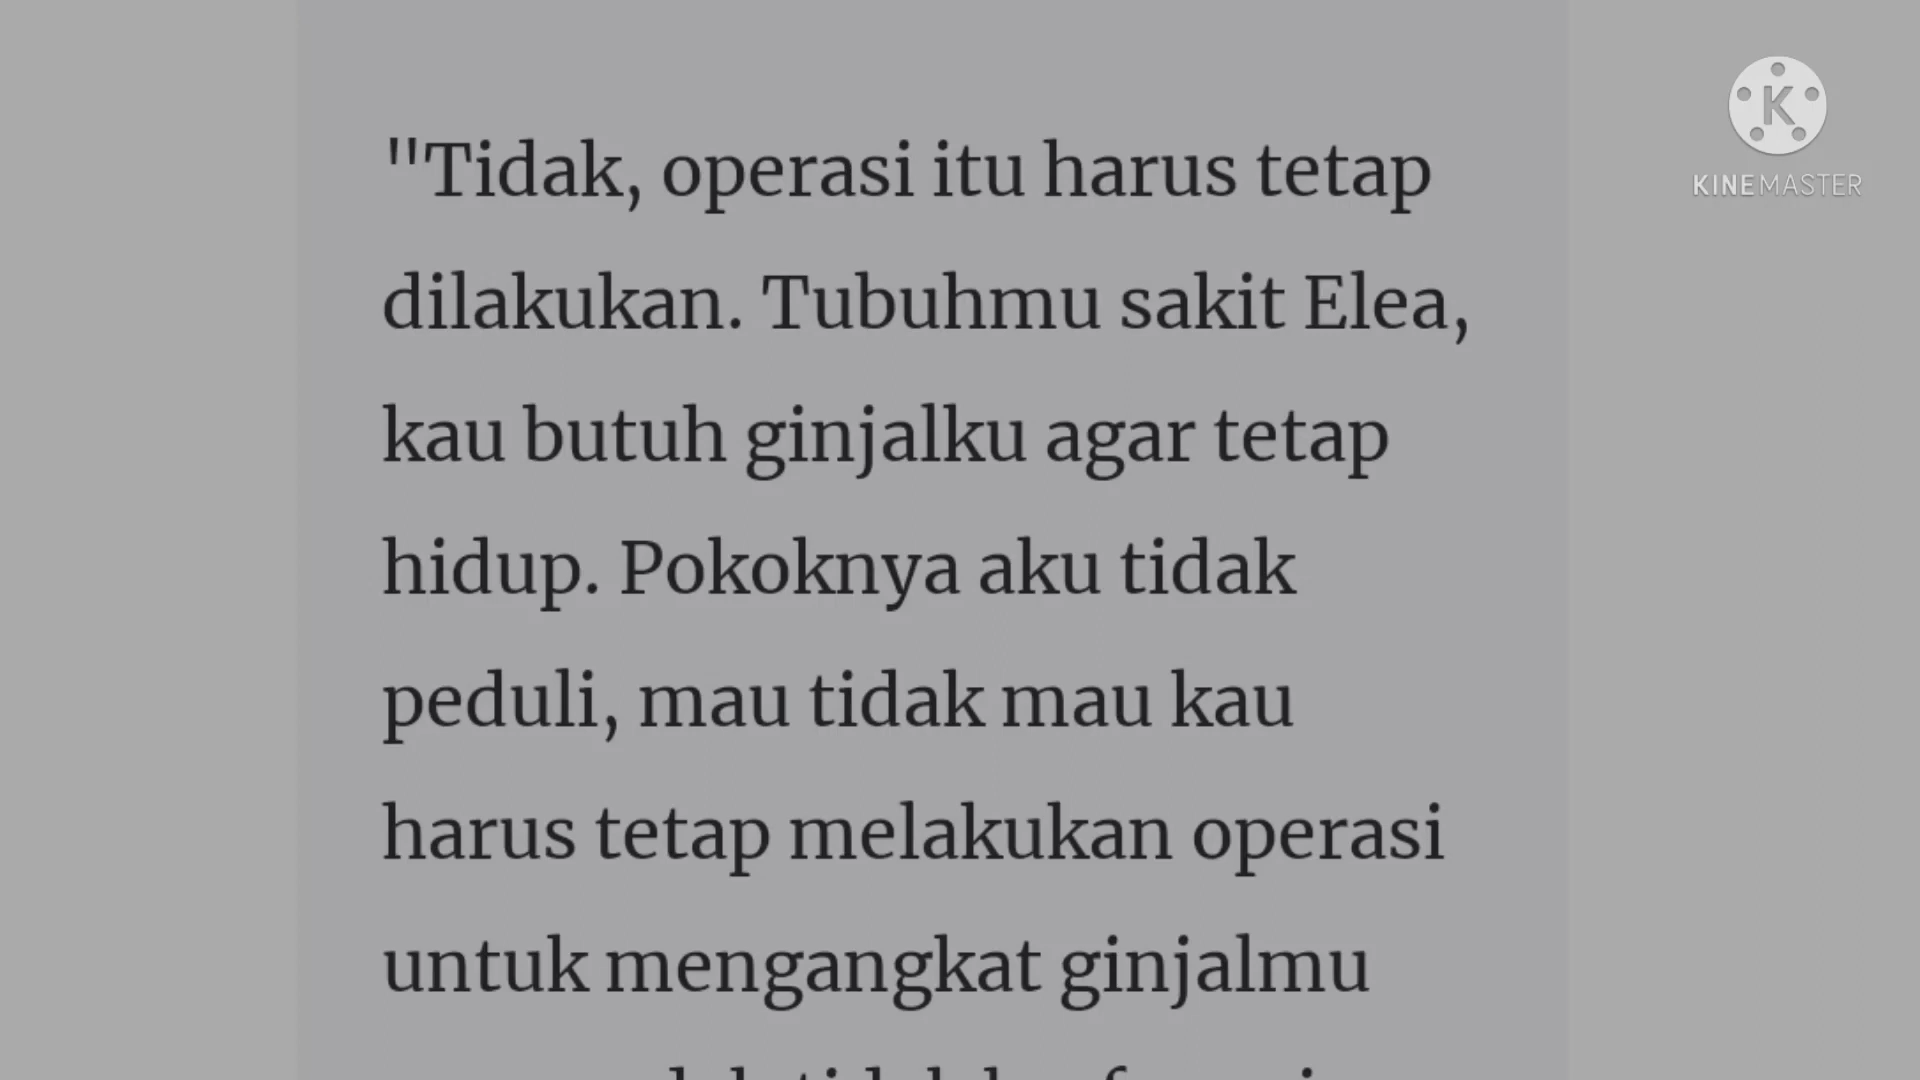 "Tidak, operasi itu harus tetap
dilakukan. Tubuhmu sakit Elea,
kau butuh ginjalku agar tetap
hidup. Pokoknya aku tidak
peduli, mau tidak mau kau
harus tetap melakukan operasi
untuk mengangkat ginjalmu
KINEMASTER